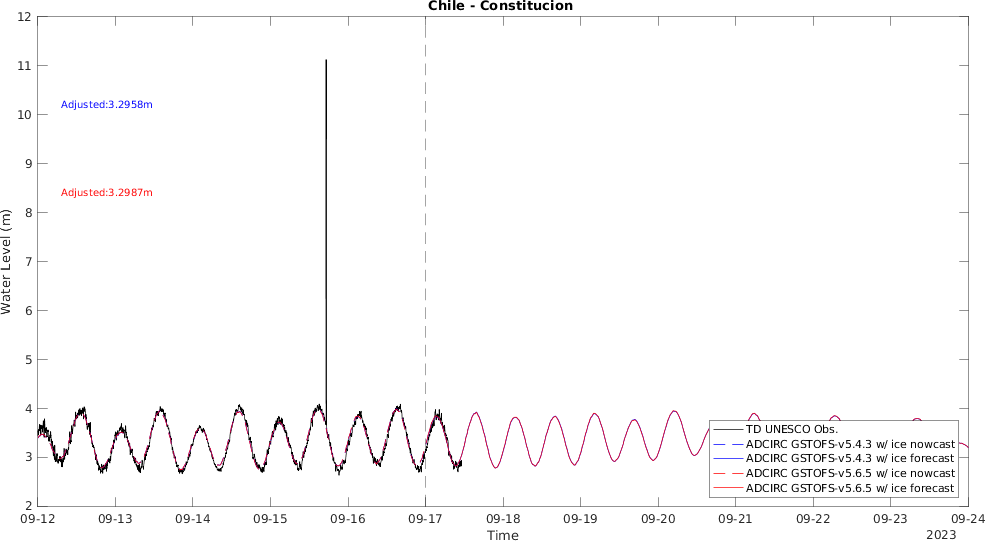 Chile - Constitucion
12
11
10
9
8
7
6
5
4
3
2
Water Level (m)
Adjusted:3.2958m
Adjusted:3.2987m
TD UNESCO Obs.
ADCIRC GSTOFS-v5.4.3 w/ ice nowcast
ADCIRC GSTOFS-v5.4.3 w/ ice forecast
ADCIRC GSTOFS-v5.6.5 w/ ice nowcast
ADCIRC GSTOFS-v5.6.5 w/ ice forecast
09-12 09-13 09-14 09-15 09-16 09-17 09-18 09-19 09-20 09-21 09-22 09-23 09-24
Time
2023